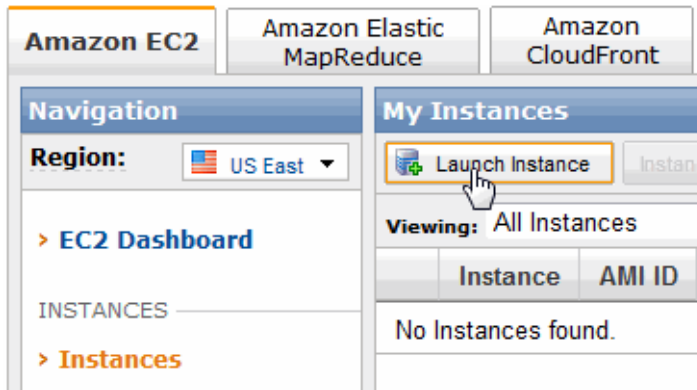 Amazon EC2
Amazon Elastic
MapReduce
Amazon
CloudFront
Navigation
Region:
US East
> EC2 Dashboard
INSTANCES
> Instances
My Instances
Launch Instance
Viewing: All Instances
Instance AMI ID
No Instances found.